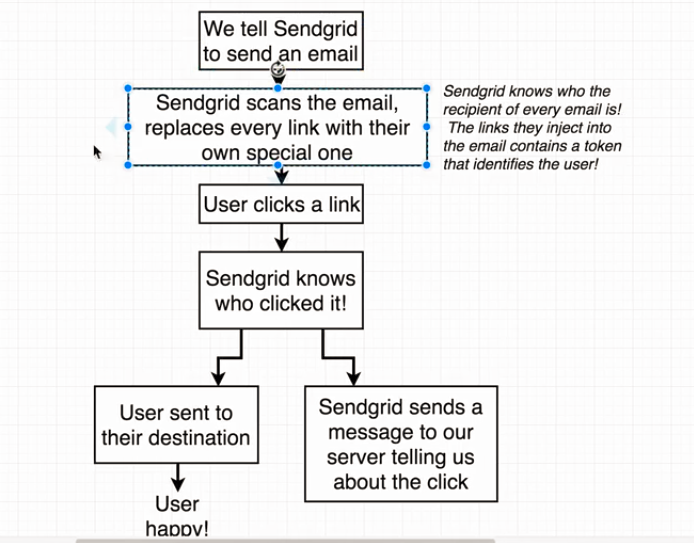 We tell Sendgrid
to send an email
Sendgrid scans the email,
replaces every link with their
own special one
Sendgrid knows who the
recipient of every email is!
The links they inject into
the email contains a token
that identifies the user!
User clicks a link
Sendgrid knows
who clicked it!
User sent to
their destination
Sendgrid sends a
message to our
server telling us
about the click
User
happy!